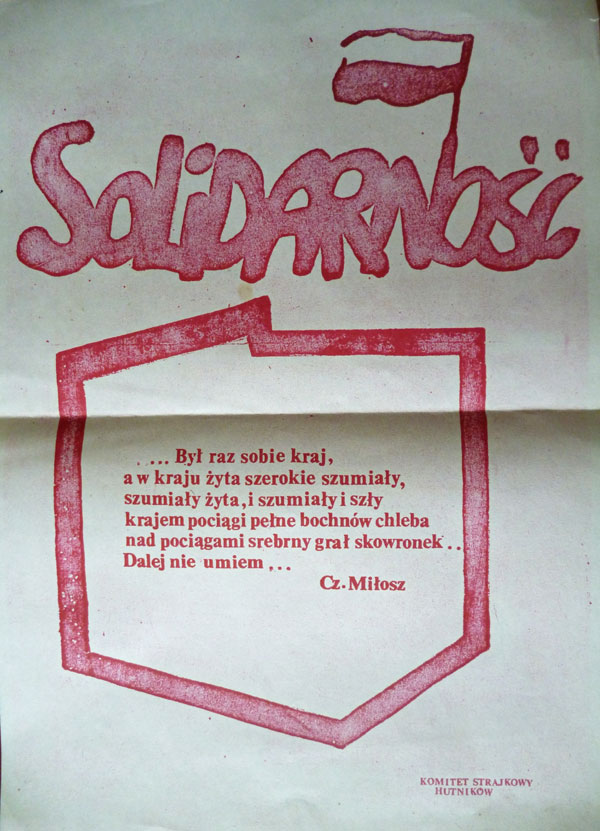 SOLiDARNOŚĆ
.... Był raz sobie kraj,
a w kraju żyta szerokie szumiały,
szumiały żyta, i szumiały i szły
krajem pociągi pełne bochnów chleba
nad pociągami srebrny grał skowronek . .
Dalej nie umiem ...
Cz. Miłosz
KOMITET STRAJKOWY
HUTNIKÓW